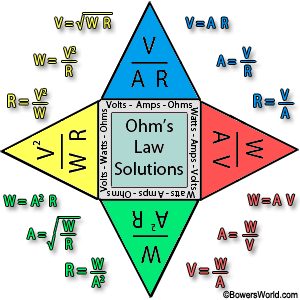 V=√W R
W= V²/R
R= V²/W
V=A R
A= V/R
R= V/A
V
A R
Volts - Amps - Ohms
V²
W R
Volts - Watts - Ohms
Ohm's
Law
Solutions
Watts - Amps - Volts
W
A V
Watts - Amps - Ohms
W
A² R
W= A² R
A=√W/R
R= W/A²
W=A V
A= W/V
V= W/A
©BowersWorld.com